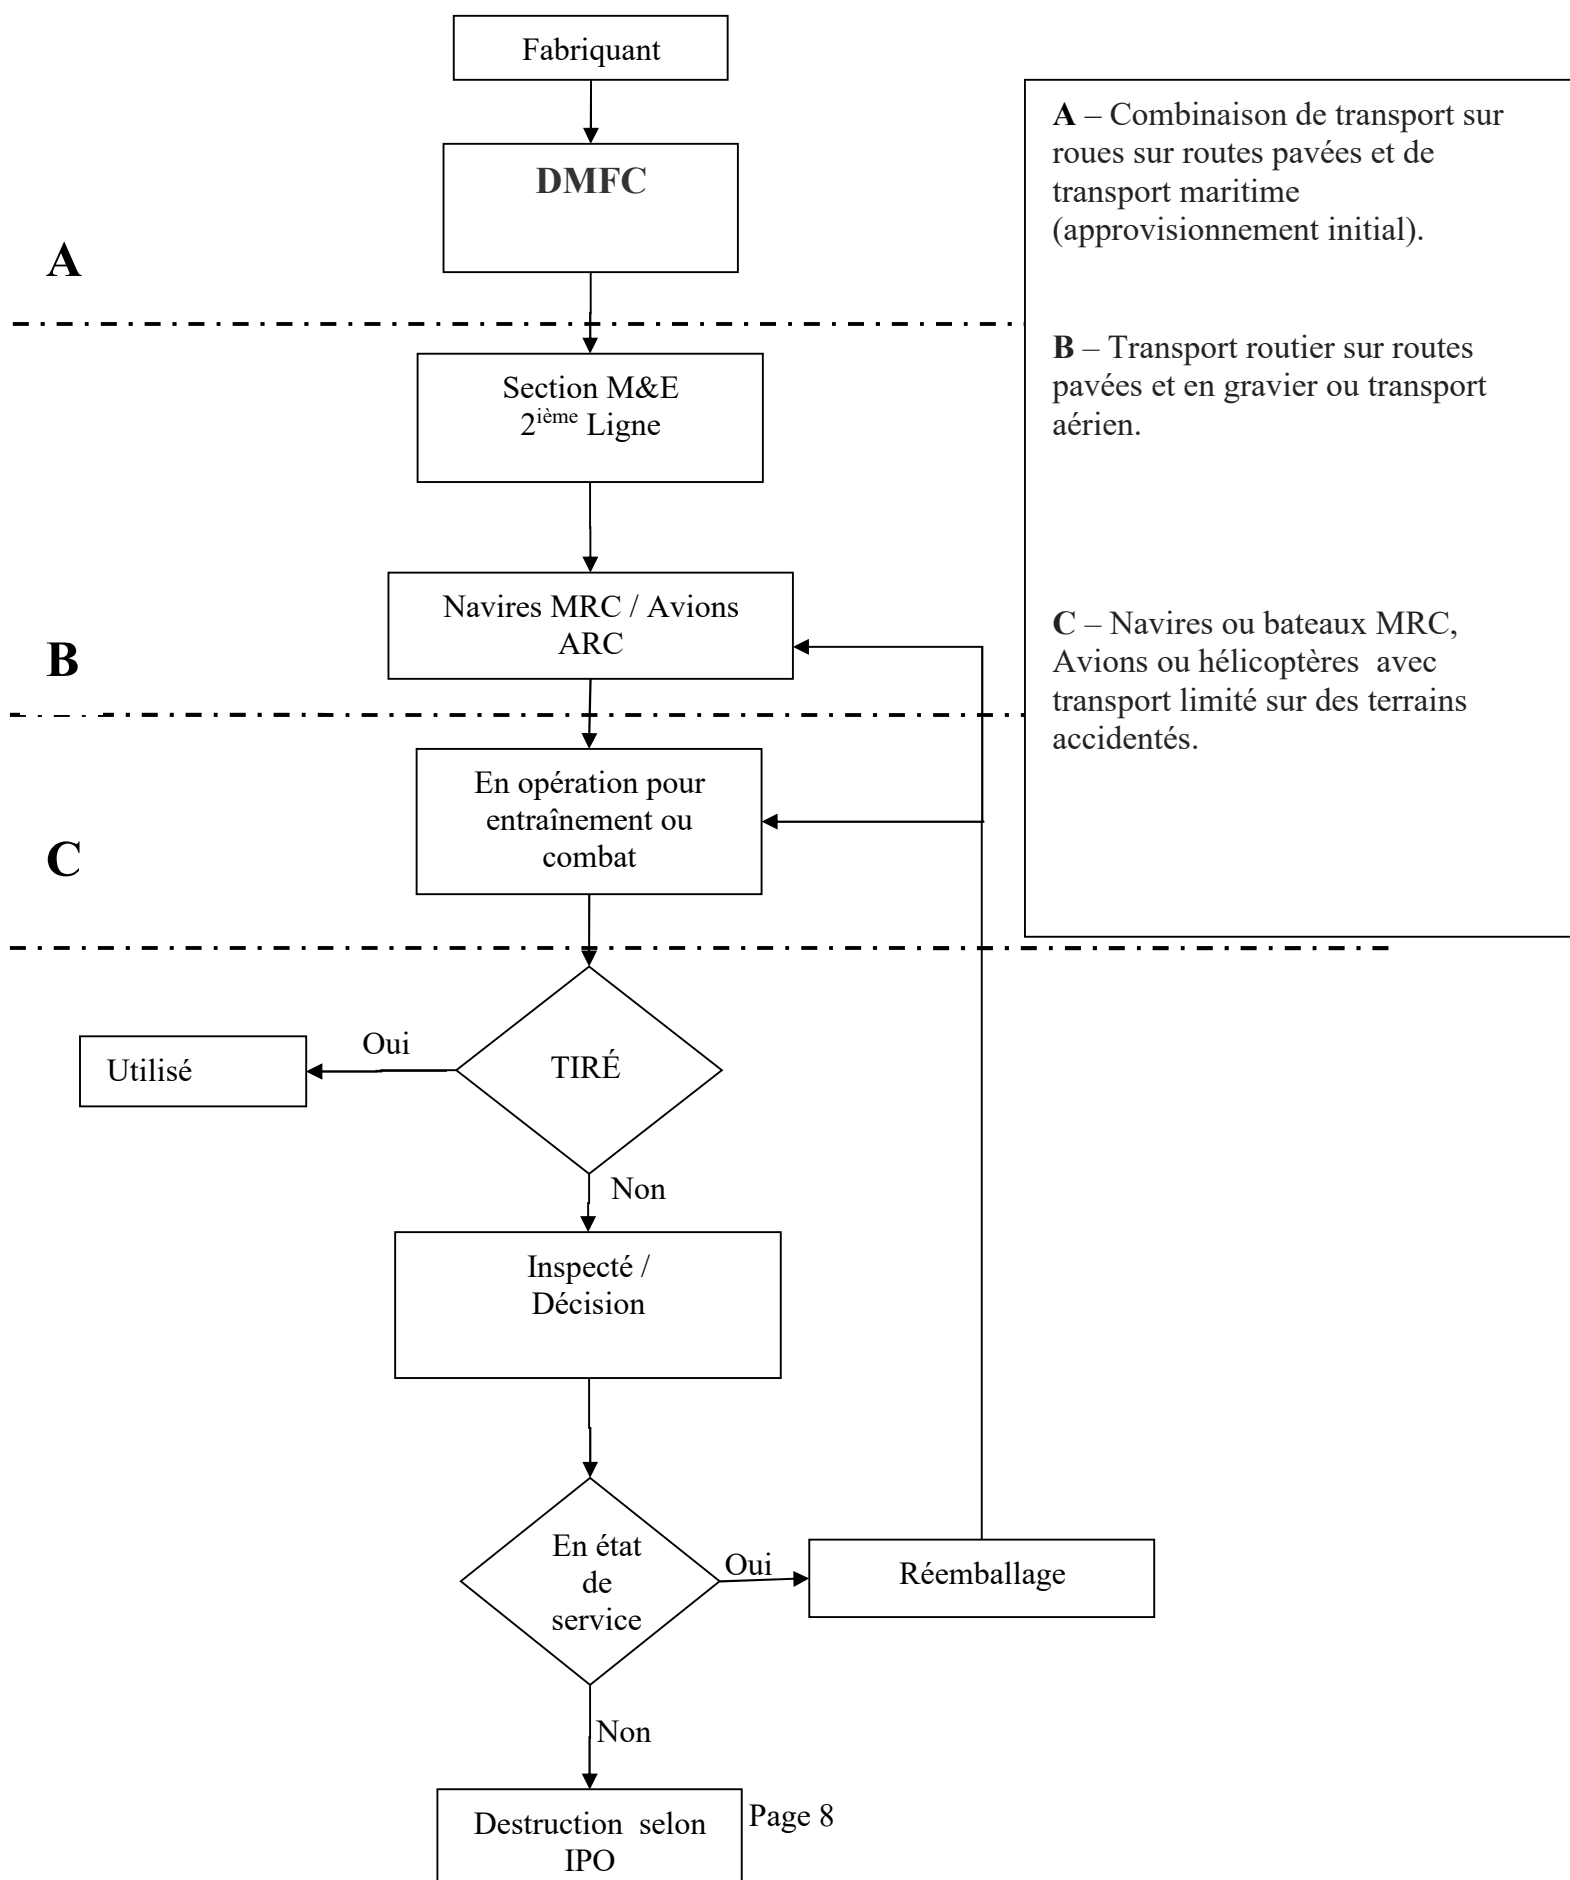 Fabriquant
DMFC
A
Section M&E
2ième Ligne
Navires MRC / Avions
ARC
B
En opération pour
entraînement ou
combat
C
A – Combinaison de transport sur
roues sur routes pavées et de
transport maritime
(approvisionnement initial).
B – Transport routier sur routes
pavées et en gravier ou transport
aérien.
C – Navires ou bateaux MRC,
Avions ou hélicoptères  avec
transport limité sur des terrains
accidentés.
TIRÉ
Oui
Utilisé
Non
Inspecté /
Décision
En état
de
service
Oui
Réemballage
Non
Destruction  selon
IPO
Page 8